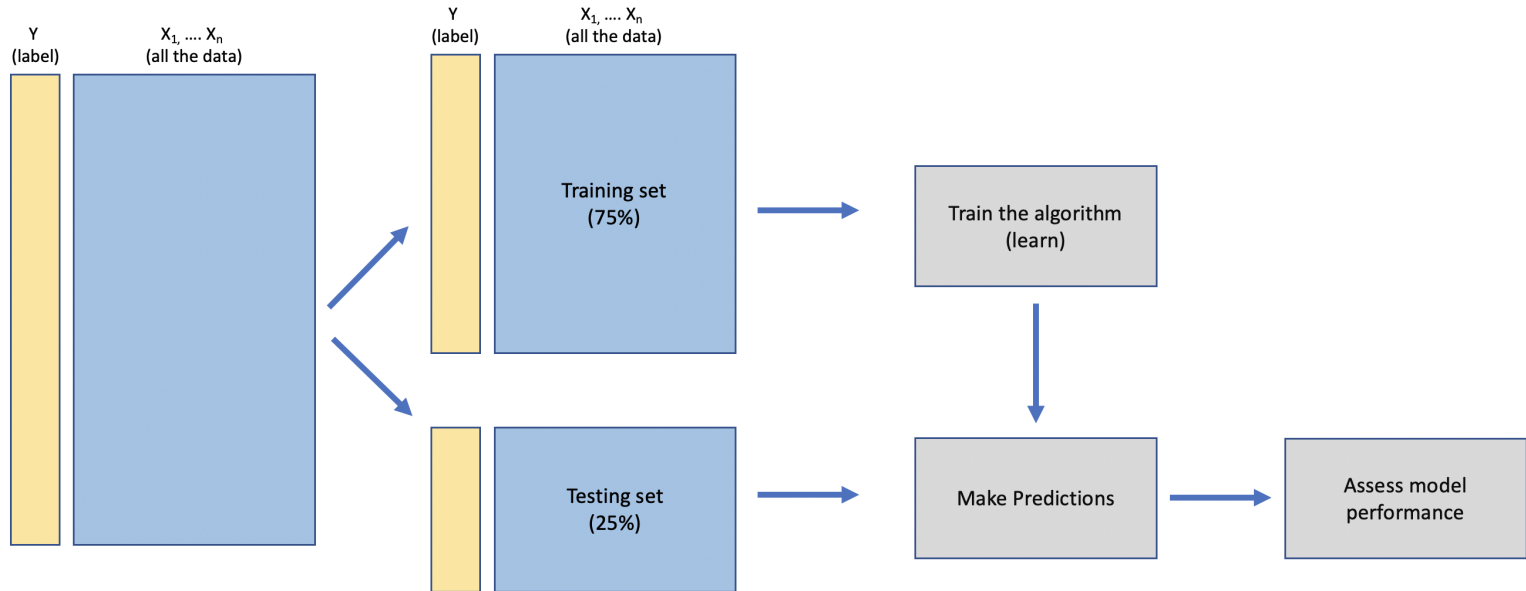 Y
(label)
X1, .... Xn
(all the data)
Y
(label)
X1, .... Xn
(all the data)
Training set
(75%)
Train the algorithm
(learn)
Testing set
(25%)
Make Predictions
Assess model
performance